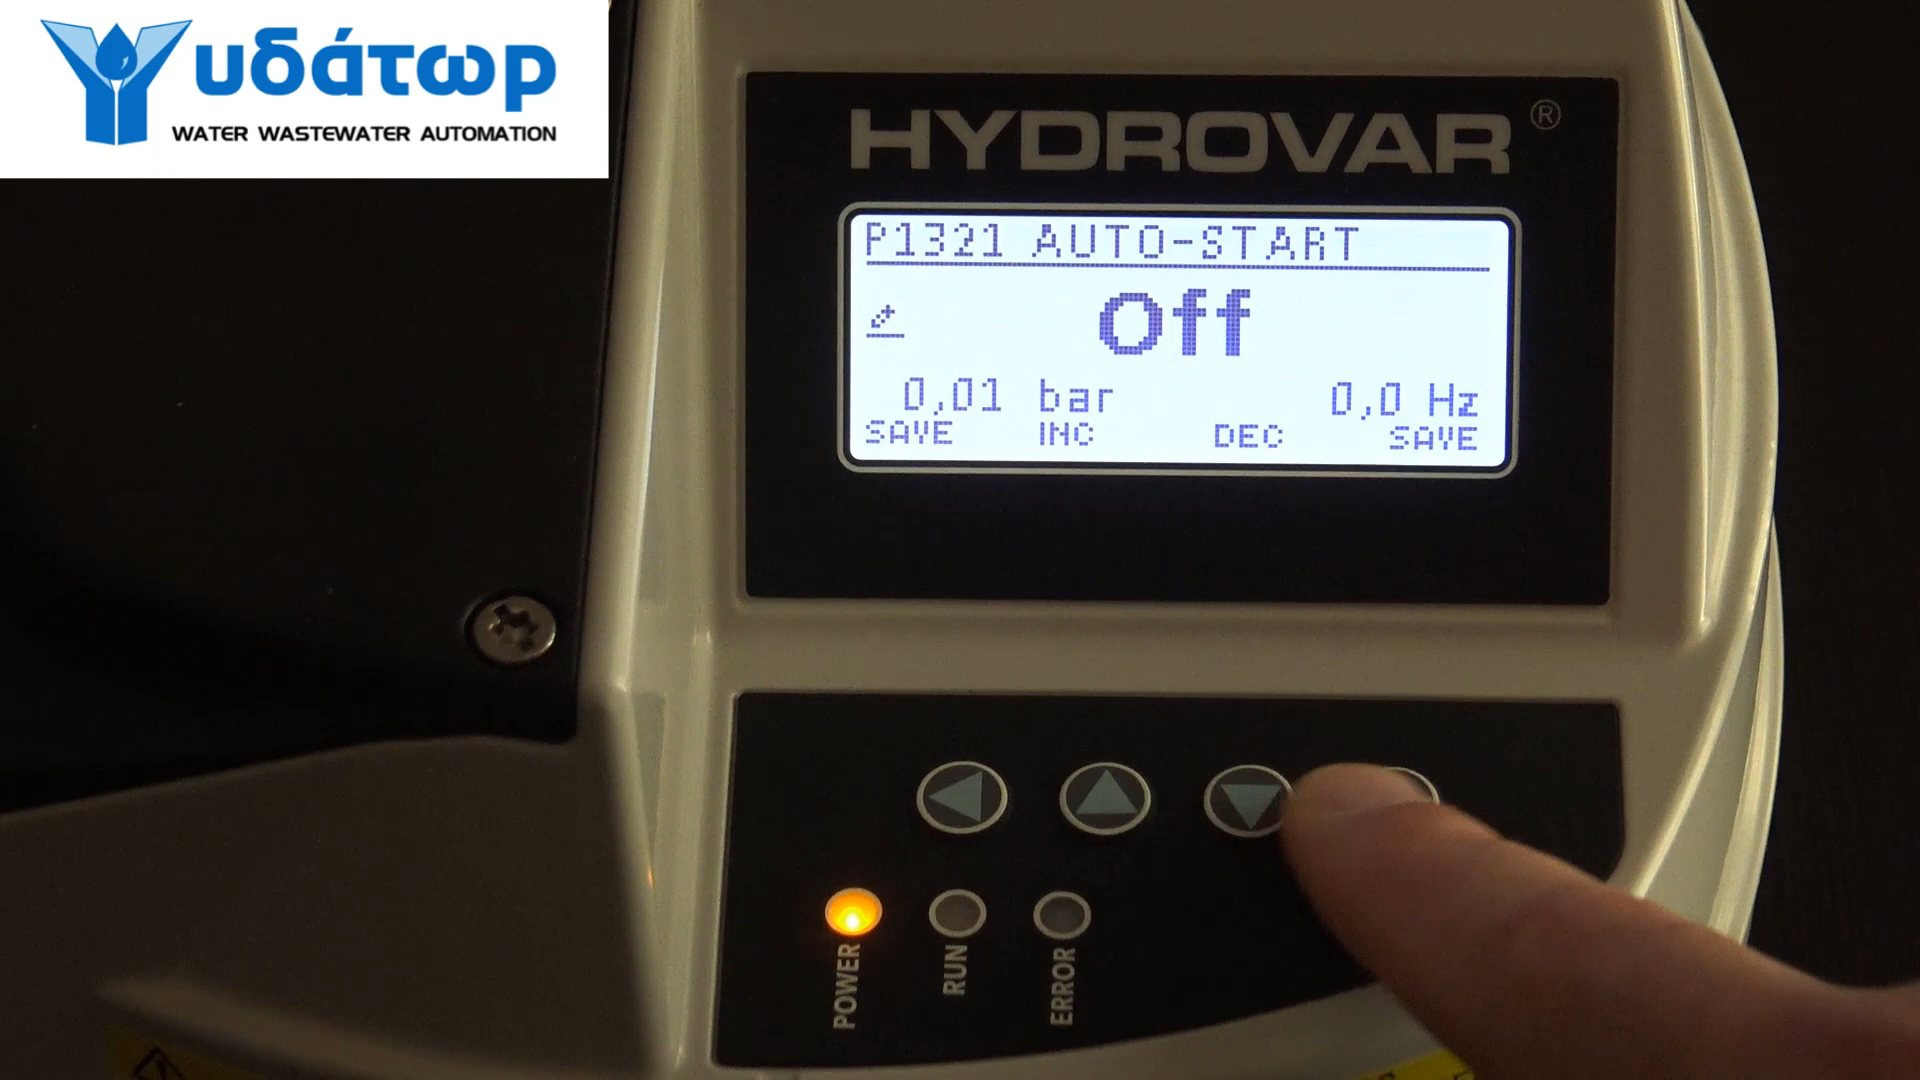 υδάτωρ
WATER WASTEWATER AUTOMATION
HYDROVAR ®
P1321 AUTO-START
Off
0,01 bar 0,0 Hz
SAVE INC DEC SAVE
POWER
RUN
ERROR